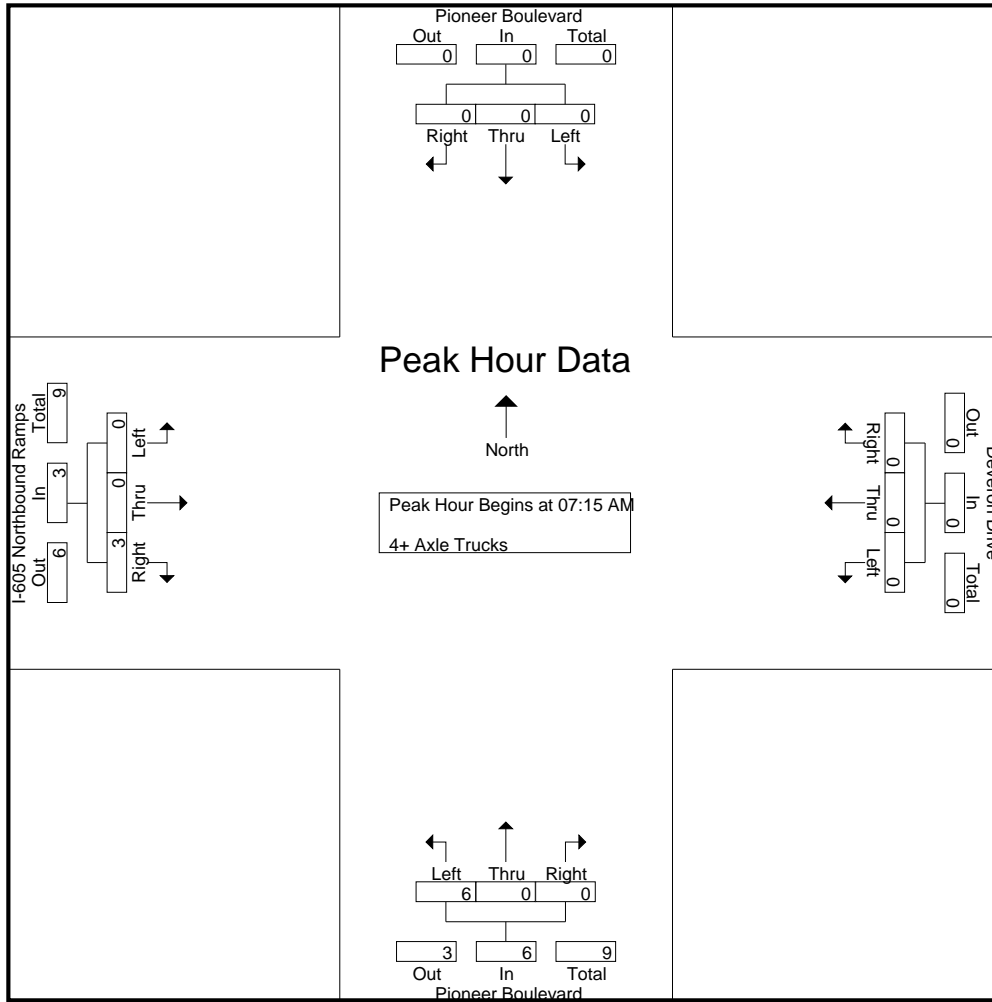 Pioneer Boulevard
Out In Total
0 0 0
0 0 0
Right Thru Left
Peak Hour Data
North
Peak Hour Begins at 07:15 AM
4+ Axle Trucks
I-605 Northbound Ramps
Total In Out
9 3 6
0 0 3
Left Thru Right
Right Thru Left
0 0 0
Out In Total
0 0 0
Drive
Left Thru Right
6 0 0
3 6 9
Out In Total
Pioneer Boulevard